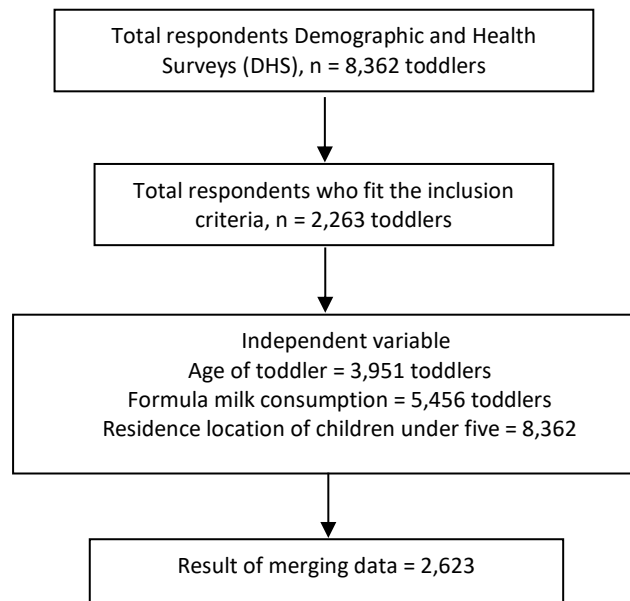 Total respondents Demographic and Health
Surveys (DHS), n = 8,362 toddlers
Total respondents who fit the inclusion
criteria, n = 2,263 toddlers
Independent variable
Age of toddler = 3,951 toddlers
Formula milk consumption = 5,456 toddlers
Residence location of children under five = 8,362
Result of merging data = 2,623